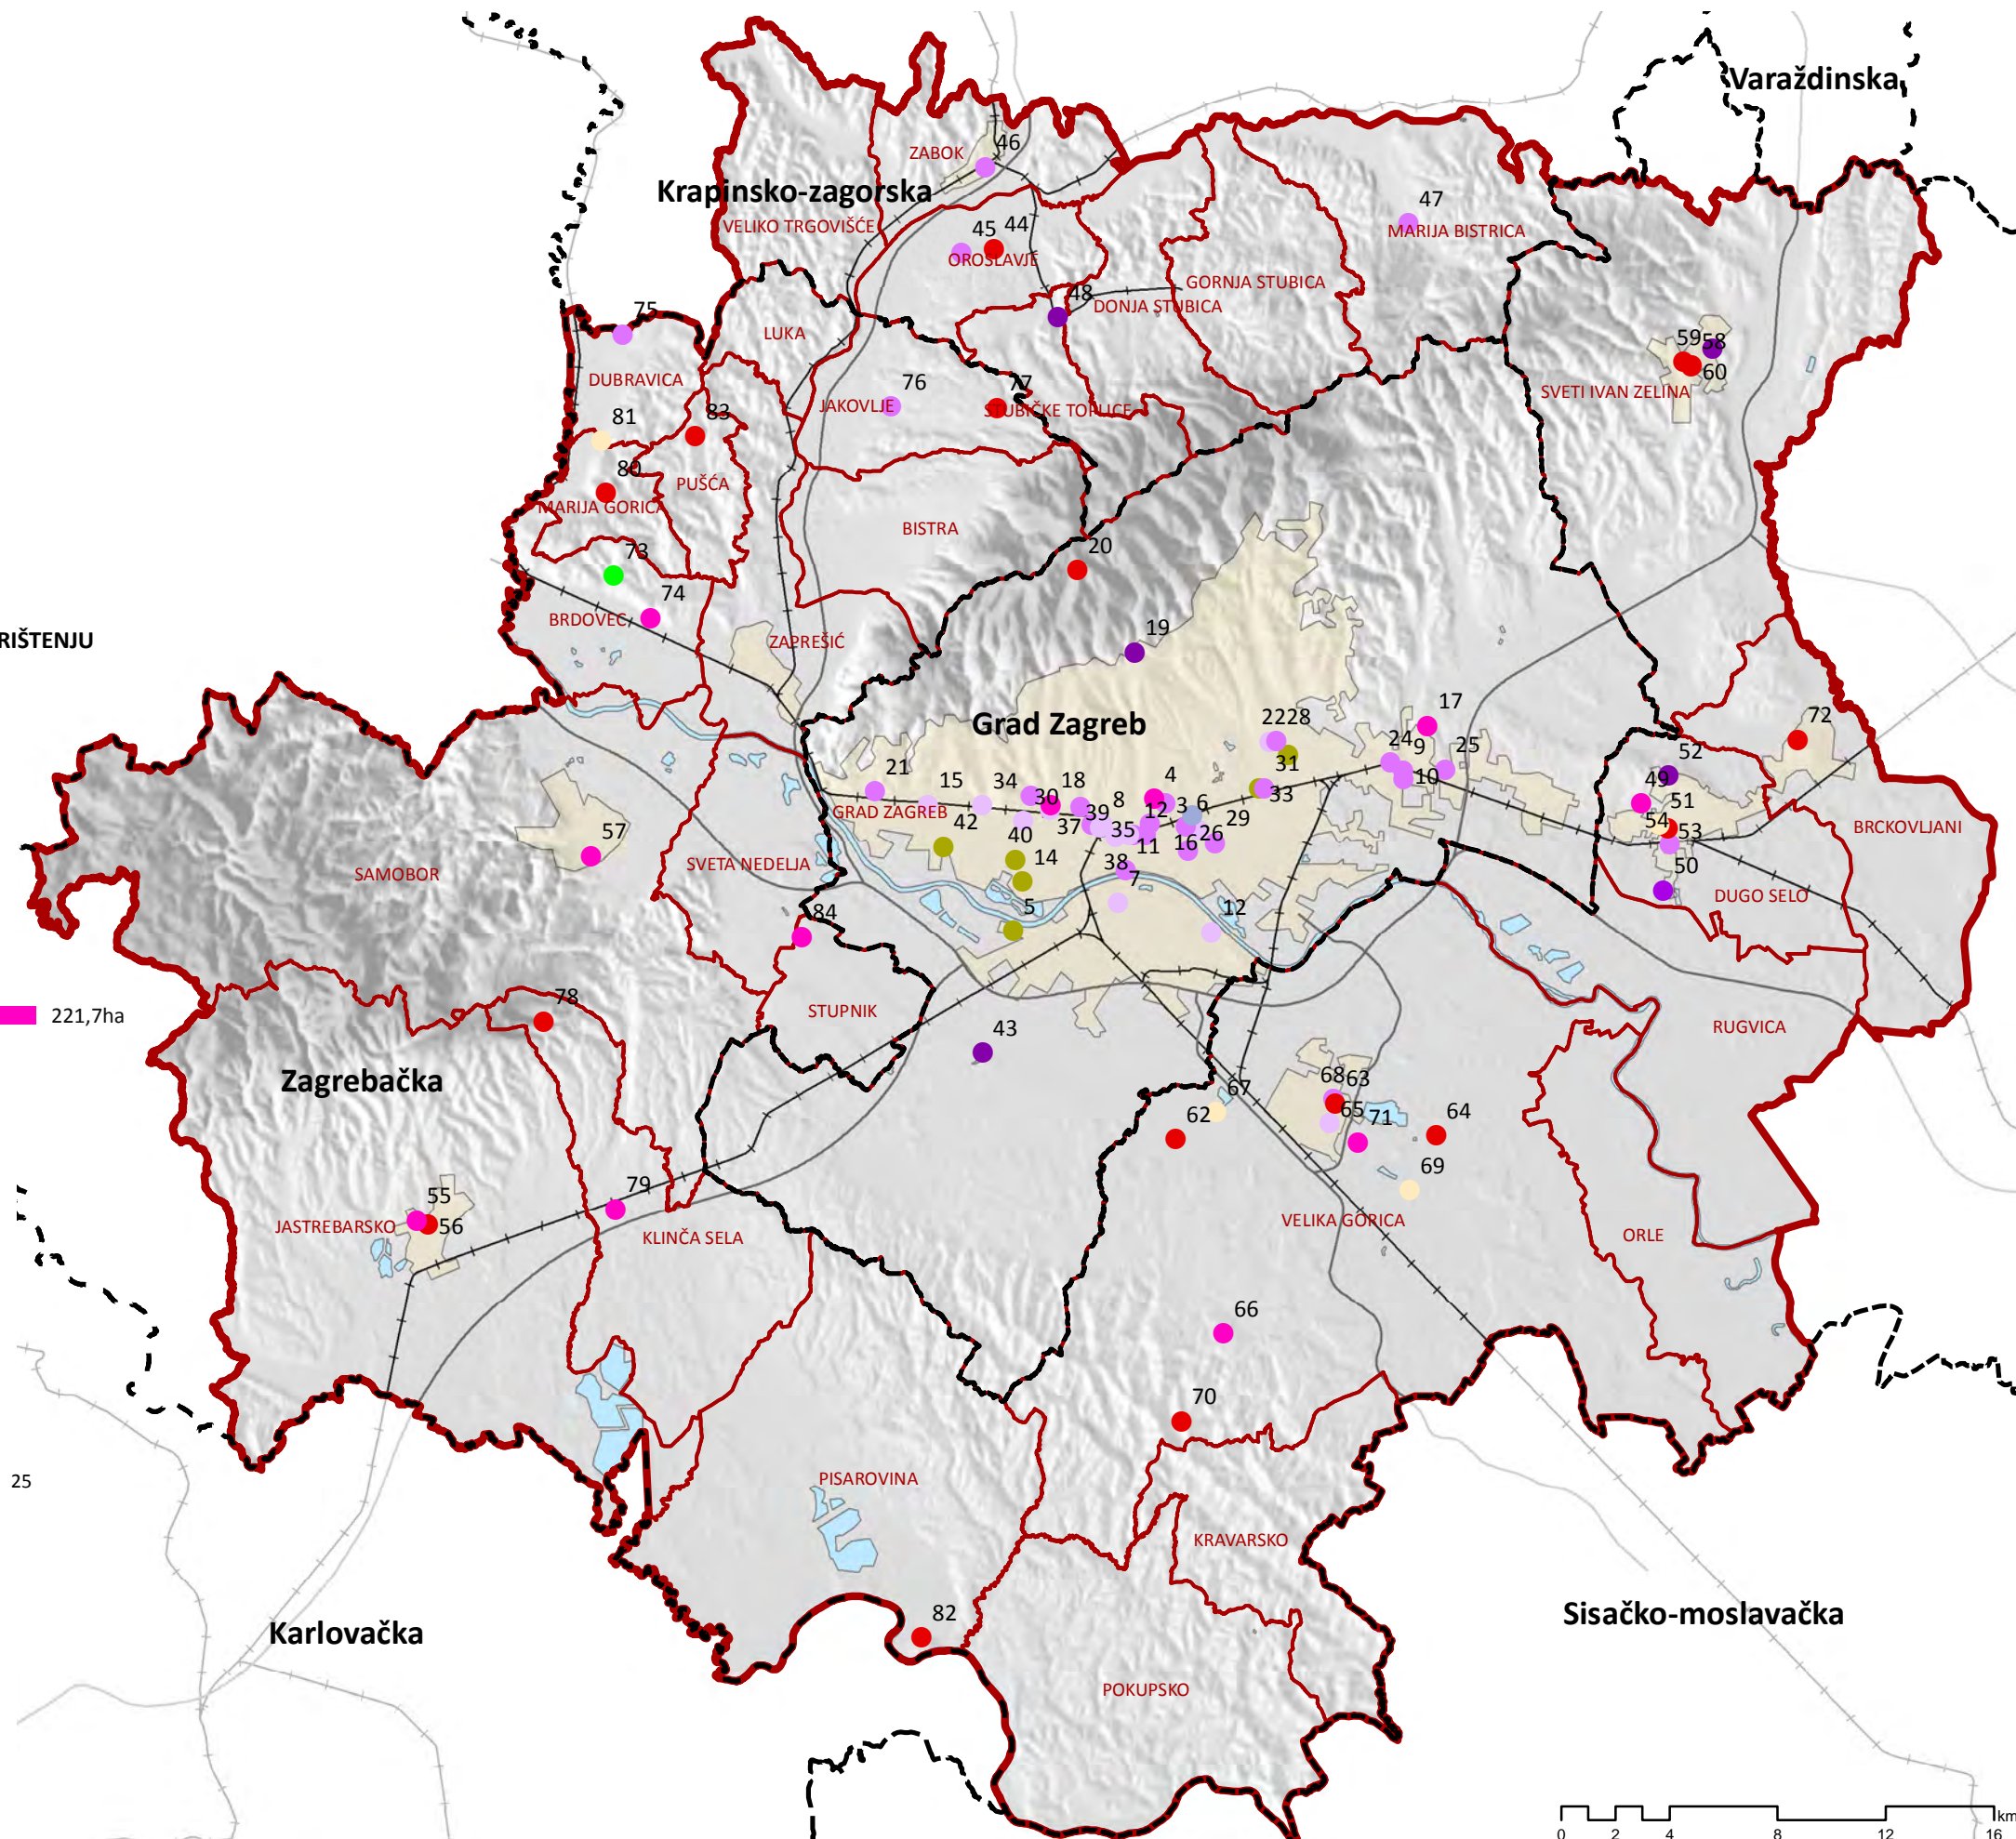 Varaždinska
46
ZABOK
Krapinsko-zagorska
47
VELIKO TRGOVIŠĆE
45
44
MARIJA BISTRICA
OROSLAVJE
GORNJA STUBICA
48
DONJA STUBICA
75
LUKA
59
58
60
DUBRAVICA
77
76
JAKOVLJE
STUBIČKE TOPLICE
SVETI IVAN ZELINA
81
83
80
PUŠĆA
MARIJA GORICA
BISTRA
73
20
74
BRDOVEC
RIŠTENJU
ZAPREŠIĆ
19
17
Grad Zagreb
2228
72
24
9
25
31
52
21
15
34
18
4
10
49
30
8
3
6
33
51
GRAD ZAGREB
39
12
29
54
42
40
37
35
26
53
BRCKOVLJANI
57
11
16
14
38
50
SVETA NEDELJA
SAMOBOR
7
DUGO SELO
84
5
12
78
STUPNIK
221,7ha
RUGVICA
43
Zagrebačka
68
63
67
62
65
71
64
69
79
55
56
JASTREBARSKO
VELIKA GORICA
KLINČA SELA
ORLE
66
70
25
PISAROVINA
KRAVARSKO
82
Karlovačka
Sisačko-moslavačka
POKUPSKO
km
0 2 4 8 12 16